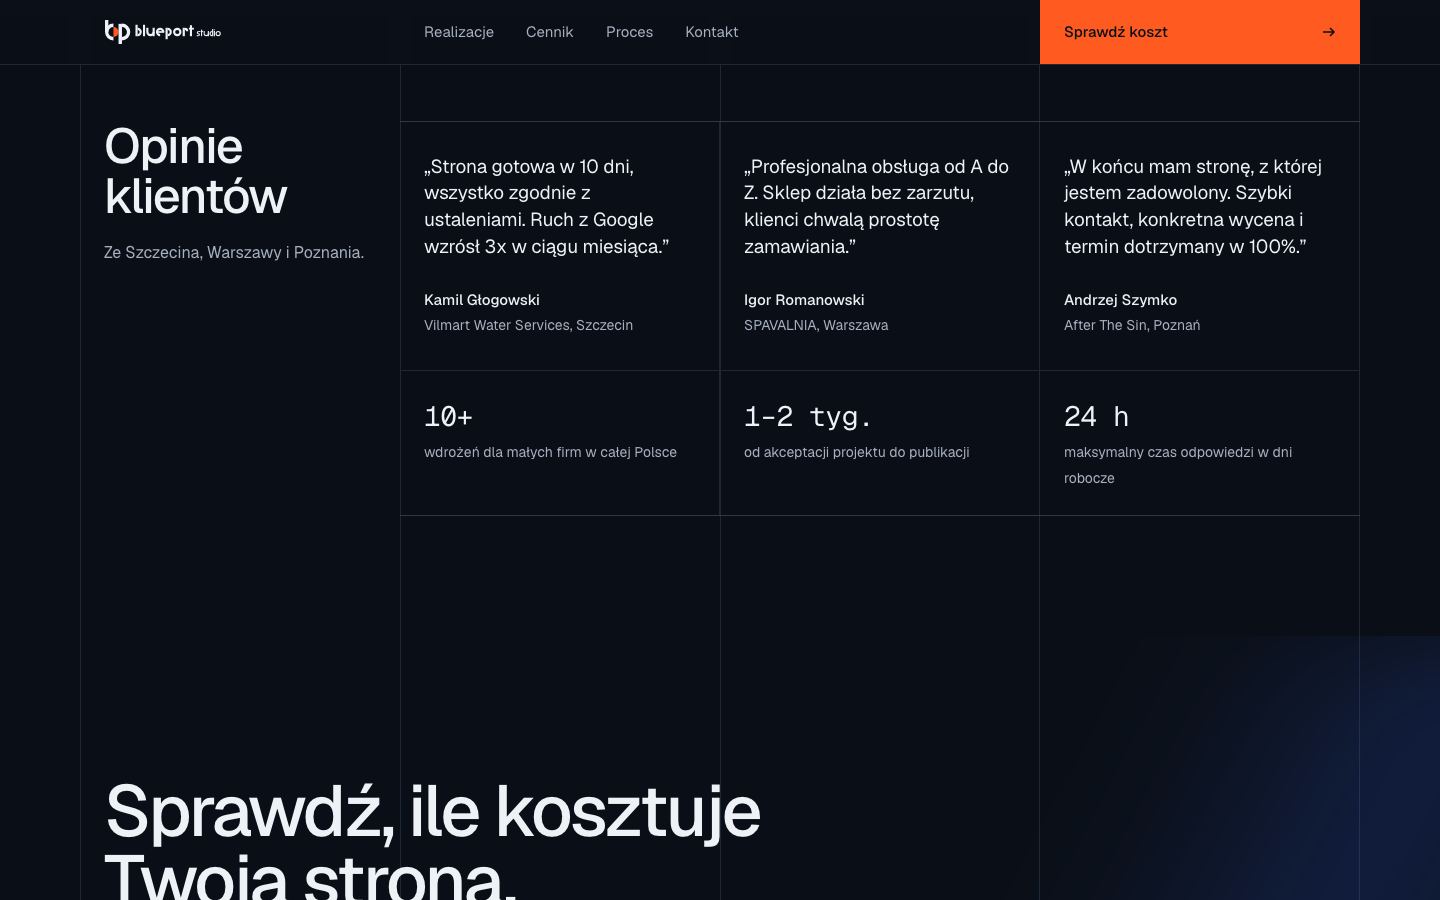 blueport studio
Realizacje
Cennik
Proces
Kontakt
Sprawdź koszt →
Opinie
klientów
Ze Szczecina, Warszawy i Poznania.
„Strona gotowa w 10 dni,
wszystko zgodnie z
ustaleniami. Ruch z Google
wzrósł 3x w ciągu miesiąca.”
Kamil Głogowski
Vilmart Water Services, Szczecin
„Profesjonalna obsługa od A do
Z. Sklep działa bez zarzutu,
klienci chwalą prostotę
zamawiania.”
Igor Romanowski
SPAVALNIA, Warszawa
„W końcu mam stronę, z której
jestem zadowolony. Szybki
kontakt, konkretna wycena i
termin dotrzymany w 100%.”
Andrzej Szymko
After The Sin, Poznań
10+
wdrożeń dla małych firm w całej Polsce
1–2 tyg.
od akceptacji projektu do publikacji
24 h
maksymalny czas odpowiedzi w dni
robocze
Sprawdź, ile kosztuje
Twoja strona.